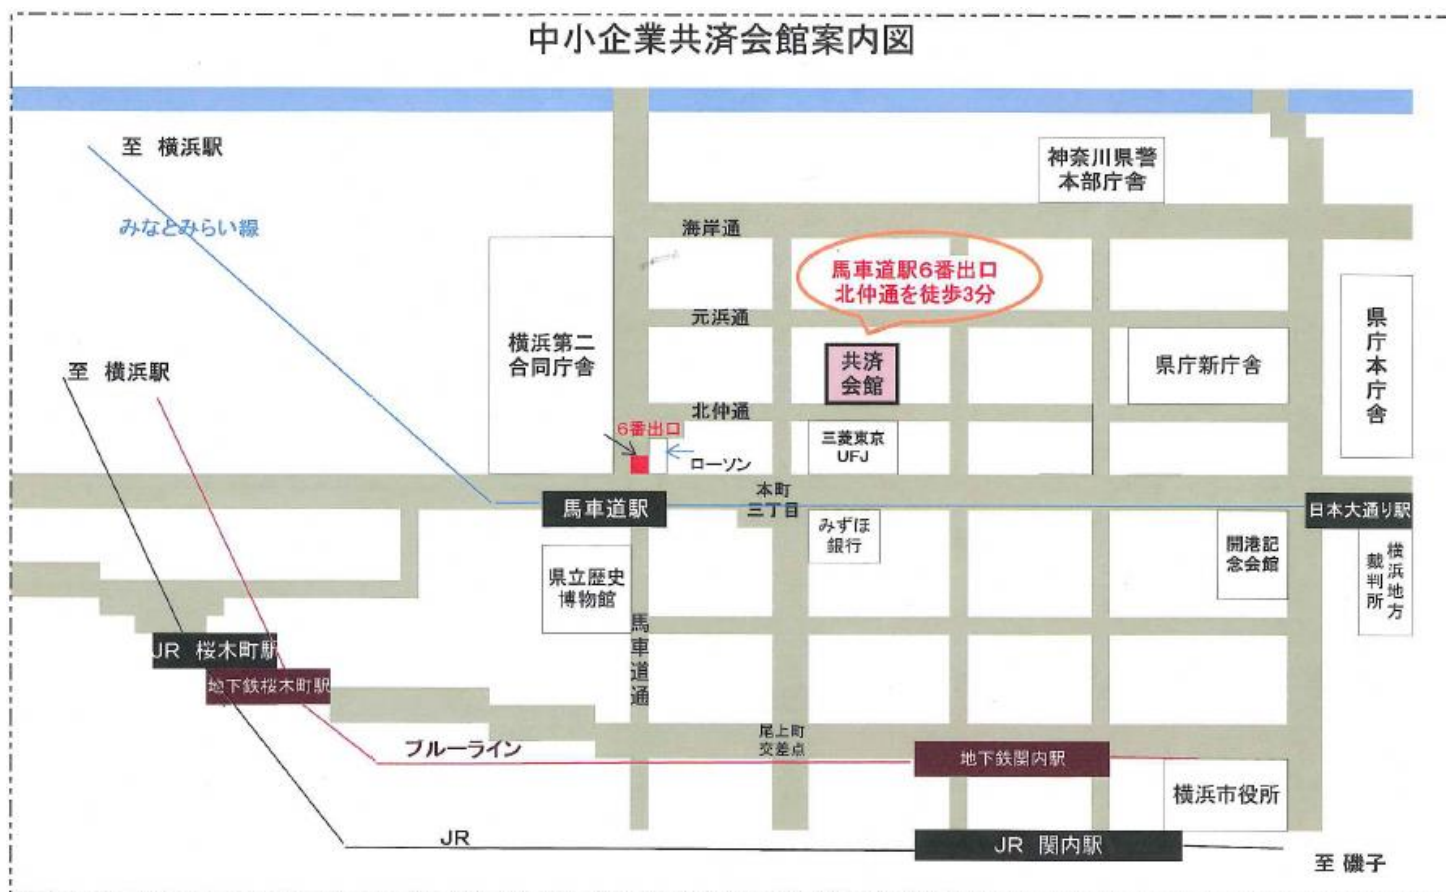 中小企業共済会館案内図
至 横浜駅
みなとみらい線
神奈川県警
本部庁舎
海岸通
馬車道駅6番出口
北仲通を徒歩3分
元浜通
横浜第二
合同庁舎
共済
会館
県庁新庁舎
県庁本庁舎
至 横浜駅
北仲通
6番出口
ローソン
三菱東京
UFJ
本町
三丁目
馬車道駅
日本大通り駅
みずほ
銀行
開港記
念会館
横浜地方
裁判所
県立歴史
博物館
馬車道通
JR 桜木町駅
地下鉄桜木町駅
ブルーライン
尾上町
交差点
地下鉄関内駅
横浜市役所
JR
JR 関内駅
至 磯子